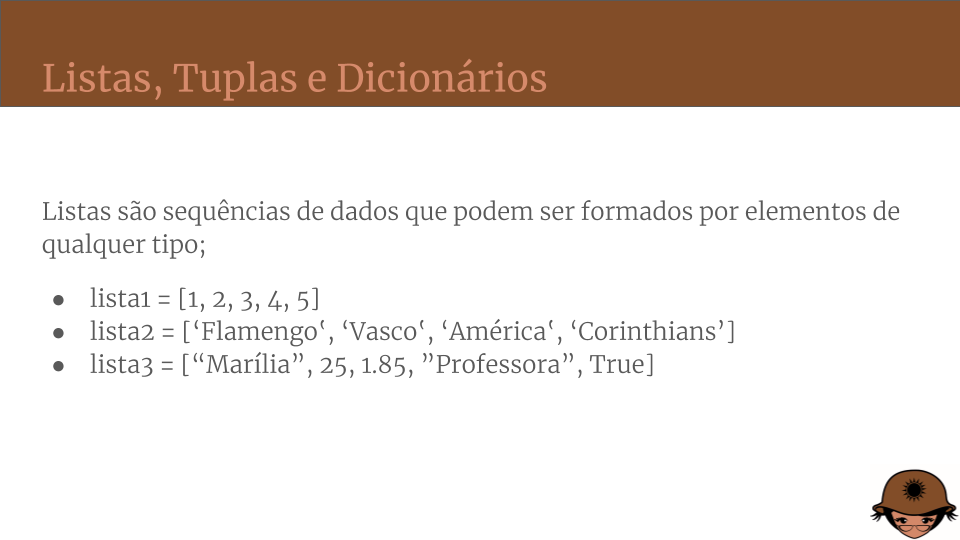 Listas, Tuplas e Dicionários
Listas são sequências de dados que podem ser formados por elementos de
qualquer tipo;
● lista1 = [1, 2, 3, 4, 5]
● lista2 = [‘Flamengo‛, ‘Vasco‛, ‘América‛, ‘Corinthians’]
● lista3 = [“Marília”, 25, 1.85, ”Professora”, True]